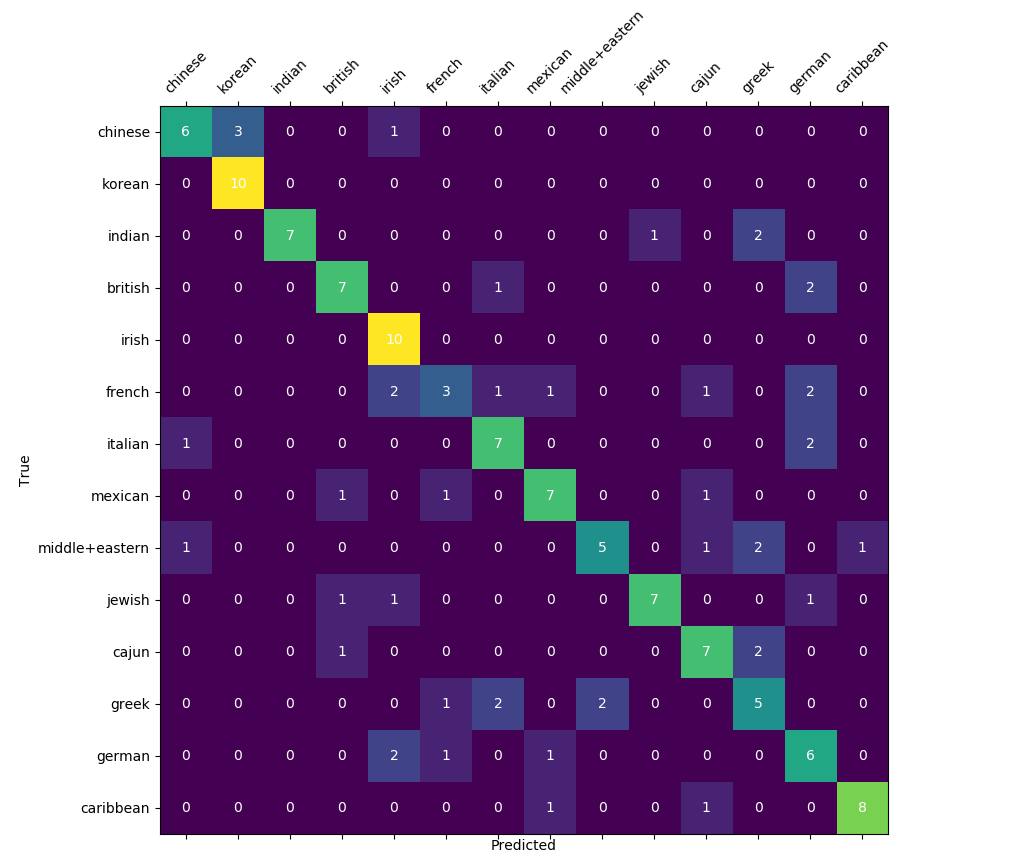 chinese korean indian british irish french italian mexican middle+eastern jewish cajun greek german caribbean
chinese 6 3 0 0 1 0 0 0 0 0 0 0 0 0
korean 0 10 0 0 0 0 0 0 0 0 0 0 0 0
indian 0 0 7 0 0 0 0 0 0 1 0 2 0 0
british 0 0 0 7 0 0 1 0 0 0 0 0 2 0
irish 0 0 0 0 10 0 0 0 0 0 0 0 0 0
french 0 0 0 0 2 3 1 1 0 0 1 0 2 0
italian 1 0 0 0 0 0 7 0 0 0 0 0 2 0
True
mexican 0 0 0 1 0 1 0 7 0 0 1 0 0 0
middle+eastern 1 0 0 0 0 0 0 0 5 0 1 2 0 1
jewish 0 0 0 1 1 0 0 0 0 7 0 0 1 0
cajun 0 0 0 1 0 0 0 0 0 0 7 2 0 0
greek 0 0 0 0 0 1 2 0 2 0 0 5 0 0
german 0 0 0 0 2 1 0 1 0 0 0 0 6 0
caribbean 0 0 0 0 0 0 0 1 0 0 1 0 0 8
Predicted